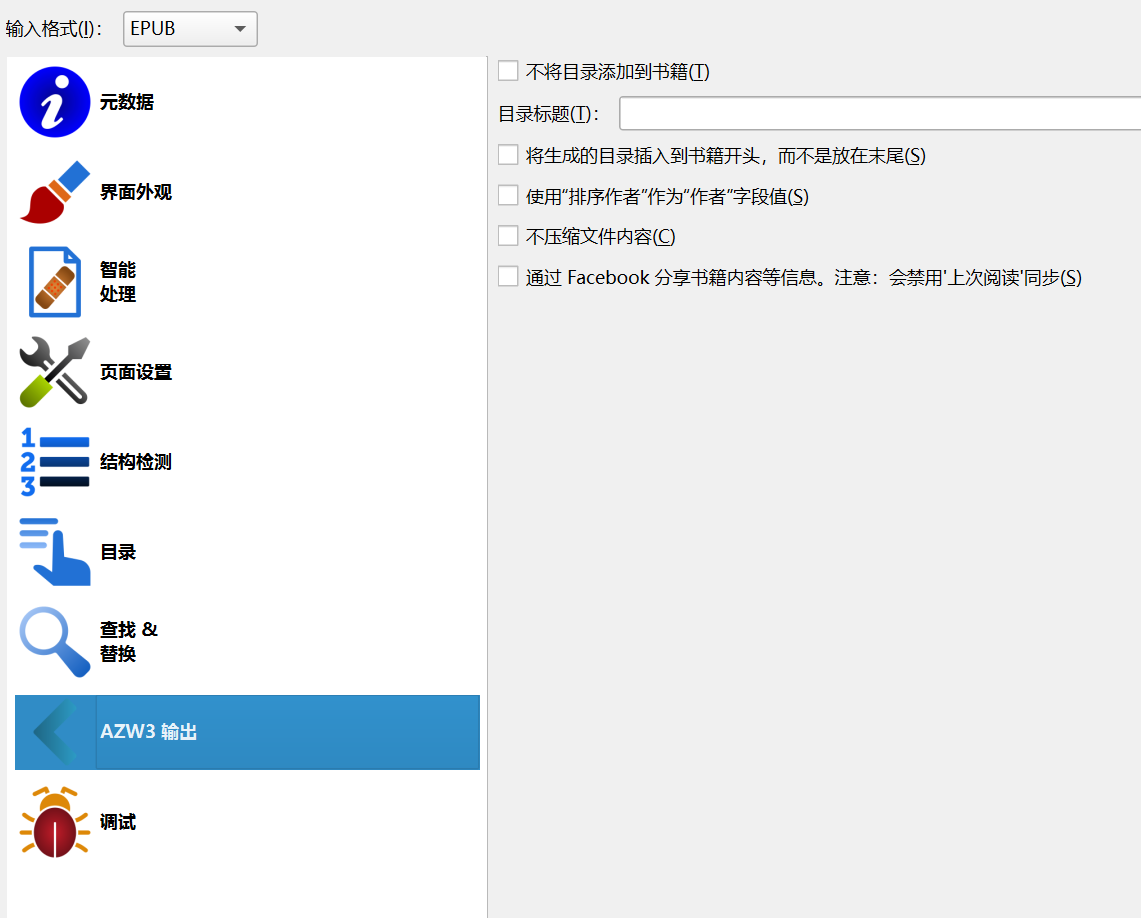 输入格式(I)： EPUB
元数据
界面外观
智能
处理
页面设置
结构检测
目录
查找 &
替换
AZW3 输出
调试
不将目录添加到书籍(T)
目录标题(T)：
将生成的目录插入到书籍开头，而不是放在末尾(S)
使用“排序作者”作为“作者”字段值(S)
不压缩文件内容(C)
通过 Facebook 分享书籍内容等信息。注意：会禁用'上次阅读'同步(S)